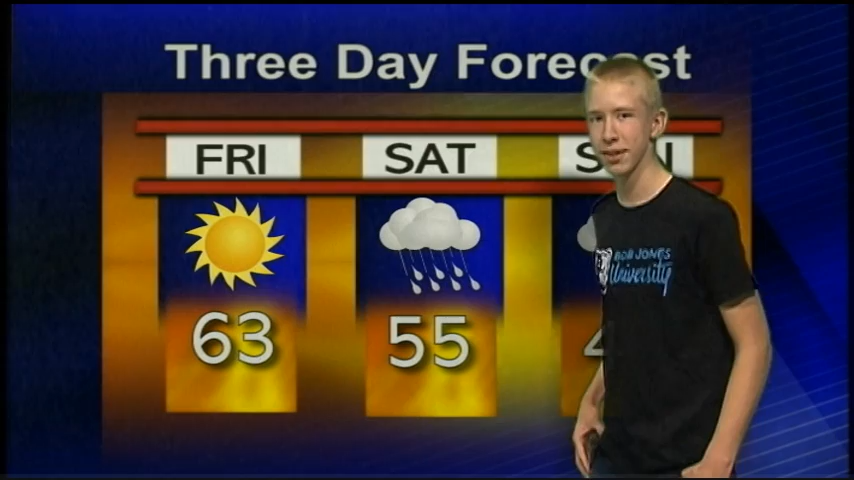 Three Day Forecast
FRI SAT
63 55
BOB JONES
University